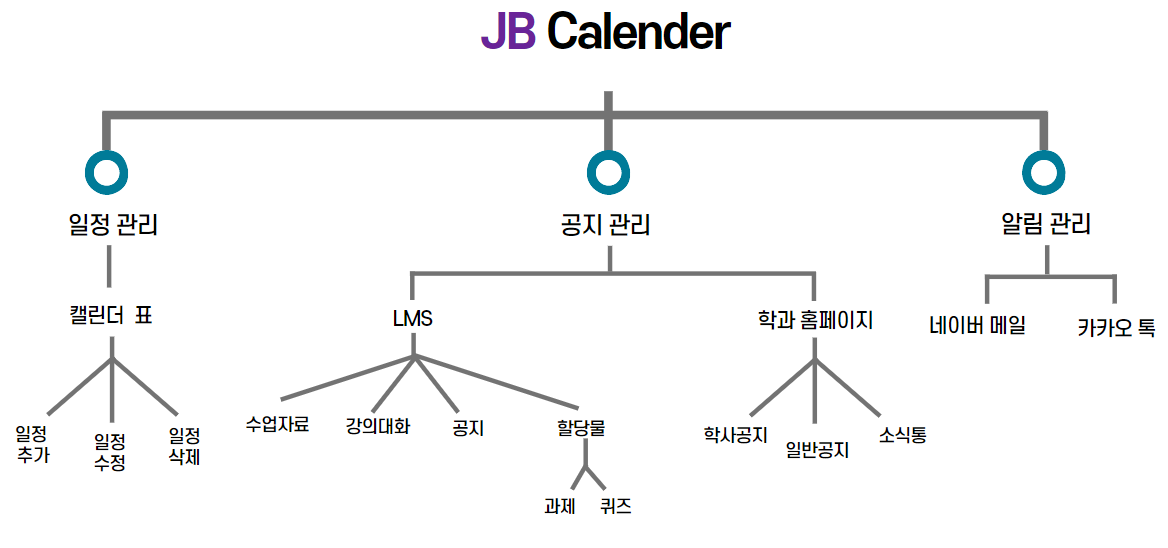 JB Calender
일정 관리
공지 관리
알림 관리
캘린더 표
LMS
학과 홈페이지
네이버 메일
카카오 톡
일정
추가
일정
수정
일정
삭제
수업자료
강의대화
공지
할당물
학사공지
일반공지
소식통
과제
퀴즈